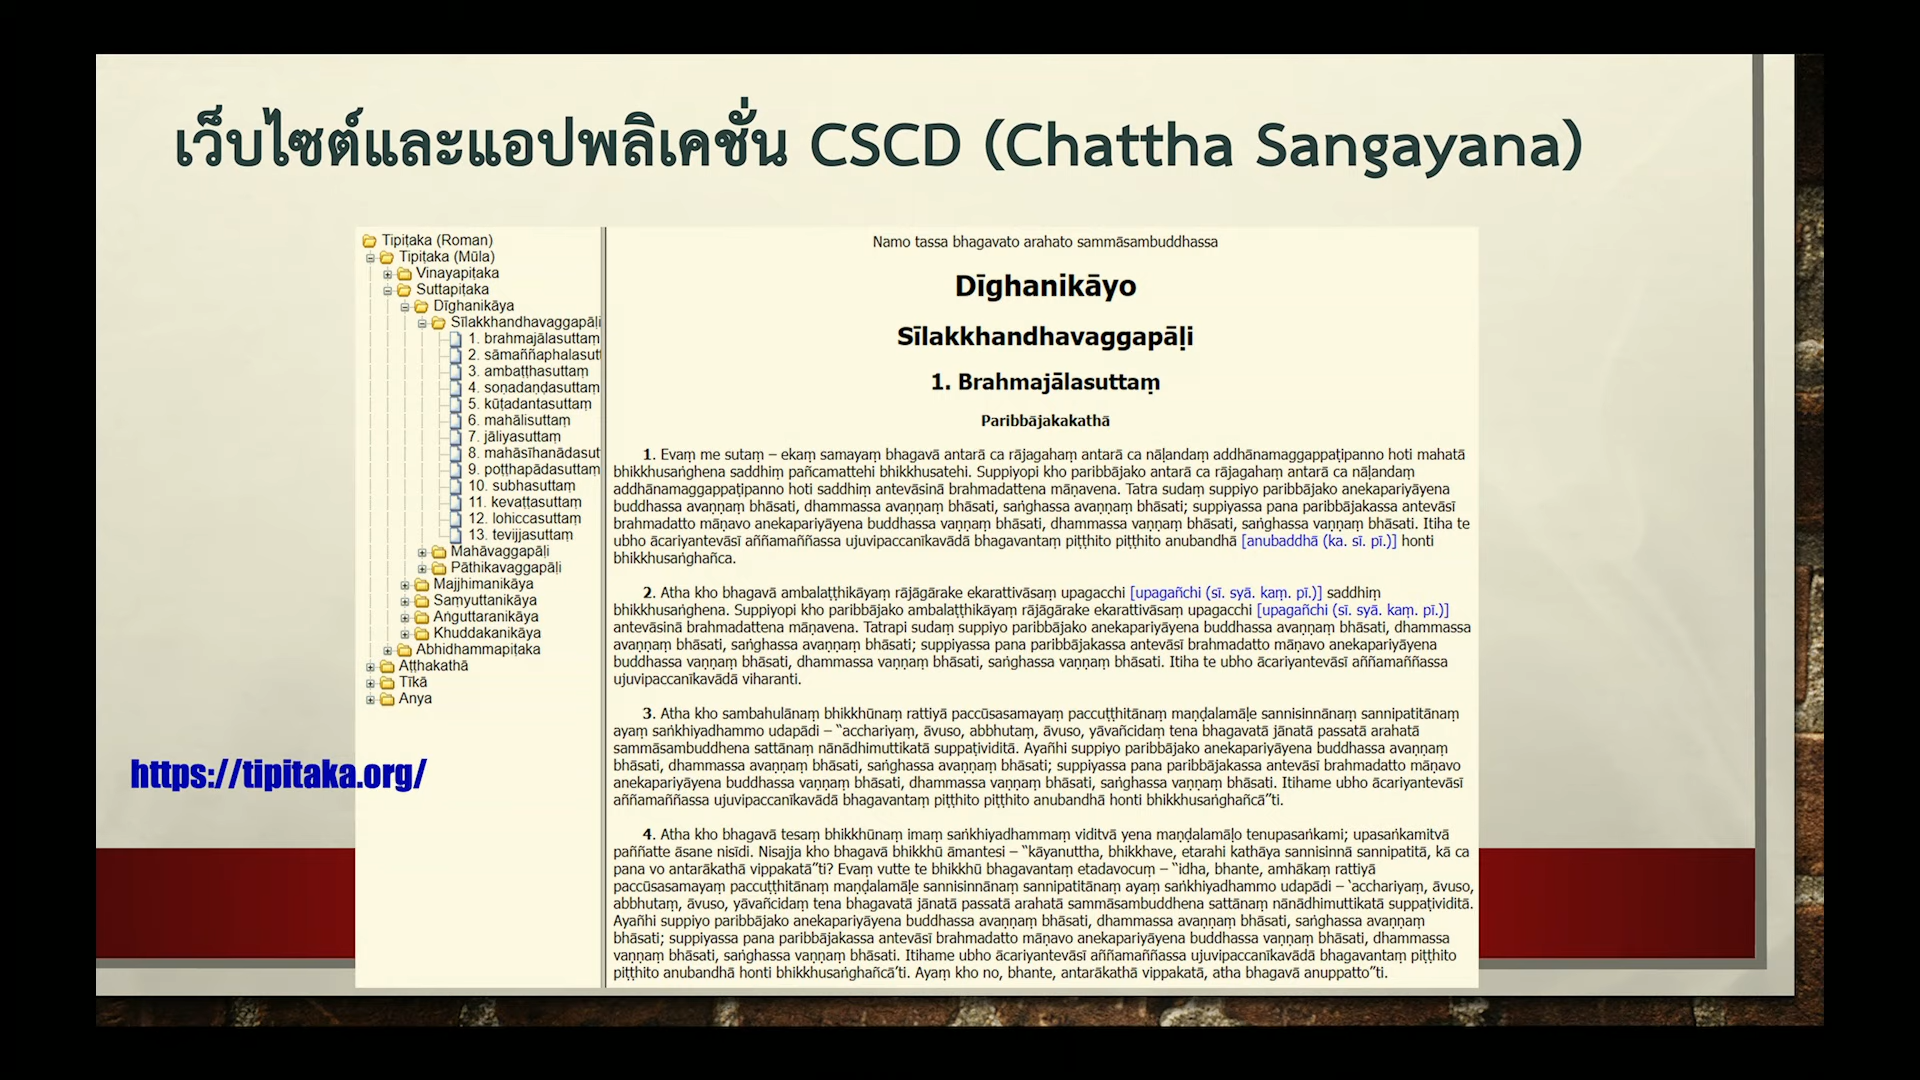 เว็บไซต์และแอปพลิเคชั่น CSCD (Chattha Sangayana)
Tipiṭaka (Roman)
Tipiṭaka (Mūla)
Vinayapiṭaka
Suttapiṭaka
Dīghanikāya
Sīlakkhandhavaggapāḷi
1. brahmajālasuttaṃ
2. sāmaññaphalasutt
3. ambaṭṭhasuttaṃ
4. soṇadaṇḍasuttaṃ
5. kūṭadantasuttaṃ
6. mahālisuttaṃ
7. jāliyasuttaṃ
8. mahāsīhanādasut
9. poṭṭhapādasuttaṃ
10. subhasuttaṃ
11. kevaṭṭasuttaṃ
12. lohiccasuttaṃ
13. tevijjasuttaṃ
Mahāvaggapāḷi
Pāthikavaggapāḷi
Majjhimanikāya
Saṃyuttanikāya
Aṅguttaranikāya
Khuddakanikāya
Abhidhammapiṭaka
Aṭṭhakathā
Tīkā
Anya
https://tipitaka.org/
Namo tassa bhagavato arahato sammāsambuddhassa
Dīghanikāyo
Sīlakkhandhavaggapāḷi
1. Brahmajālasuttaṃ
Paribbājakakathā
1. Evaṃ me sutaṃ – ekaṃ samayaṃ bhagavā antarā ca rājagahaṃ antarā ca nāḷandaṃ addhānamaggappaṭipanno hoti mahatā
bhikkhusaṅghena saddhiṃ pañcamattehi bhikkhusatehi. Suppiyopi kho paribbājako antarā ca rājagahaṃ antarā ca nāḷandaṃ
addhānamaggappaṭipanno hoti saddhiṃ antevāsinā brahmadattena māṇavena. Tatra sudaṃ suppiyo paribbājako anekapariyāyena
buddhassa avaṇṇaṃ bhāsati, dhammassa avaṇṇaṃ bhāsati, saṅghassa avaṇṇaṃ bhāsati; suppiyassa pana paribbājakassa antevāsī
brahmadatto māṇavo anekapariyāyena buddhassa vaṇṇaṃ bhāsati, dhammassa vaṇṇaṃ bhāsati, saṅghassa vaṇṇaṃ bhāsati. Itiha te
ubho ācariyantevāsī aññamaññassa ujuvipaccanīkavādā bhagavantaṃ piṭṭhito piṭṭhito anubandhā [anubaddhā (ka. sī. pī.)] honti
bhikkhusaṅghañca.
2. Atha kho bhagavā ambalaṭṭhikāyaṃ rājāgārake ekarattivāsaṃ upagacchi [upagañchi (sī. syā. kaṃ. pī.)] saddhiṃ
bhikkhusaṅghena. Suppiyopi kho paribbājako ambalaṭṭhikāyaṃ rājāgārake ekarattivāsaṃ upagacchi [upagañchi (sī. syā. kaṃ. pī.)]
antevāsinā brahmadattena māṇavena. Tatrapi sudaṃ suppiyo paribbājako anekapariyāyena buddhassa avaṇṇaṃ bhāsati, dhammassa
avaṇṇaṃ bhāsati, saṅghassa avaṇṇaṃ bhāsati; suppiyassa pana paribbājakassa antevāsī brahmadatto māṇavo anekapariyāyena
buddhassa vaṇṇaṃ bhāsati, dhammassa vaṇṇaṃ bhāsati, saṅghassa vaṇṇaṃ bhāsati. Itiha te ubho ācariyantevāsī aññamaññassa
ujuvipaccanīkavādā viharanti.
3. Atha kho sambahulānaṃ bhikkhūnaṃ rattiyā paccūsasamayaṃ paccuṭṭhitānaṃ maṇḍalamāḷe sannisinnānaṃ sannipatitānaṃ
ayaṃ saṅkhiyadhammo udapādi – “acchariyaṃ, āvuso, abbhutaṃ, āvuso, yāvañcidaṃ tena bhagavatā jānatā passatā arahatā
sammāsambuddhena sattānaṃ nānādhimuttikatā suppaṭividitā. Ayañhi suppiyo paribbājako anekapariyāyena buddhassa avaṇṇaṃ
bhāsati, dhammassa avaṇṇaṃ bhāsati, saṅghassa avaṇṇaṃ bhāsati; suppiyassa pana paribbājakassa antevāsī brahmadatto māṇavo
anekapariyāyena buddhassa vaṇṇaṃ bhāsati, dhammassa vaṇṇaṃ bhāsati, saṅghassa vaṇṇaṃ bhāsati. Itihame ubho ācariyantevāsī
aññamaññassa ujuvipaccanīkavādā bhagavantaṃ piṭṭhito piṭṭhito anubandhā honti bhikkhusaṅghañcā”ti.
4. Atha kho bhagavā tesaṃ bhikkhūnaṃ imaṃ saṅkhiyadhammaṃ viditvā yena maṇḍalamāḷo tenupasaṅkami; upasaṅkamitvā
paññatte āsane nisīdi. Nisajja kho bhagavā bhikkhū āmantesi – “kāyanuttha, bhikkhave, etarahi kathāya sannisinnā sannipatitā, kā ca
pana vo antarākathā vippakatā”ti? Evaṃ vutte te bhikkhū bhagavantaṃ etadavocuṃ – “idha, bhante, amhākaṃ rattiyā
paccūsasamayaṃ paccuṭṭhitānaṃ maṇḍalamāḷe sannisinnānaṃ sannipatitānaṃ ayaṃ saṅkhiyadhammo udapādi – ‘acchariyaṃ, āvuso,
abbhutaṃ, āvuso, yāvañcidaṃ tena bhagavatā jānatā passatā arahatā sammāsambuddhena sattānaṃ nānādhimuttikatā suppaṭividitā.
Ayañhi suppiyo paribbājako anekapariyāyena buddhassa avaṇṇaṃ bhāsati, dhammassa avaṇṇaṃ bhāsati, saṅghassa avaṇṇaṃ
bhāsati; suppiyassa pana paribbājakassa antevāsī brahmadatto māṇavo anekapariyāyena buddhassa vaṇṇaṃ bhāsati, dhammassa
vaṇṇaṃ bhāsati, saṅghassa vaṇṇaṃ bhāsati. Itihame ubho ācariyantevāsī aññamaññassa ujuvipaccanīkavādā bhagavantaṃ piṭṭhito
piṭṭhito anubandhā honti bhikkhusaṅghañcā’ti. Ayaṃ kho no, bhante, antarākathā vippakatā, atha bhagavā anuppatto”ti.